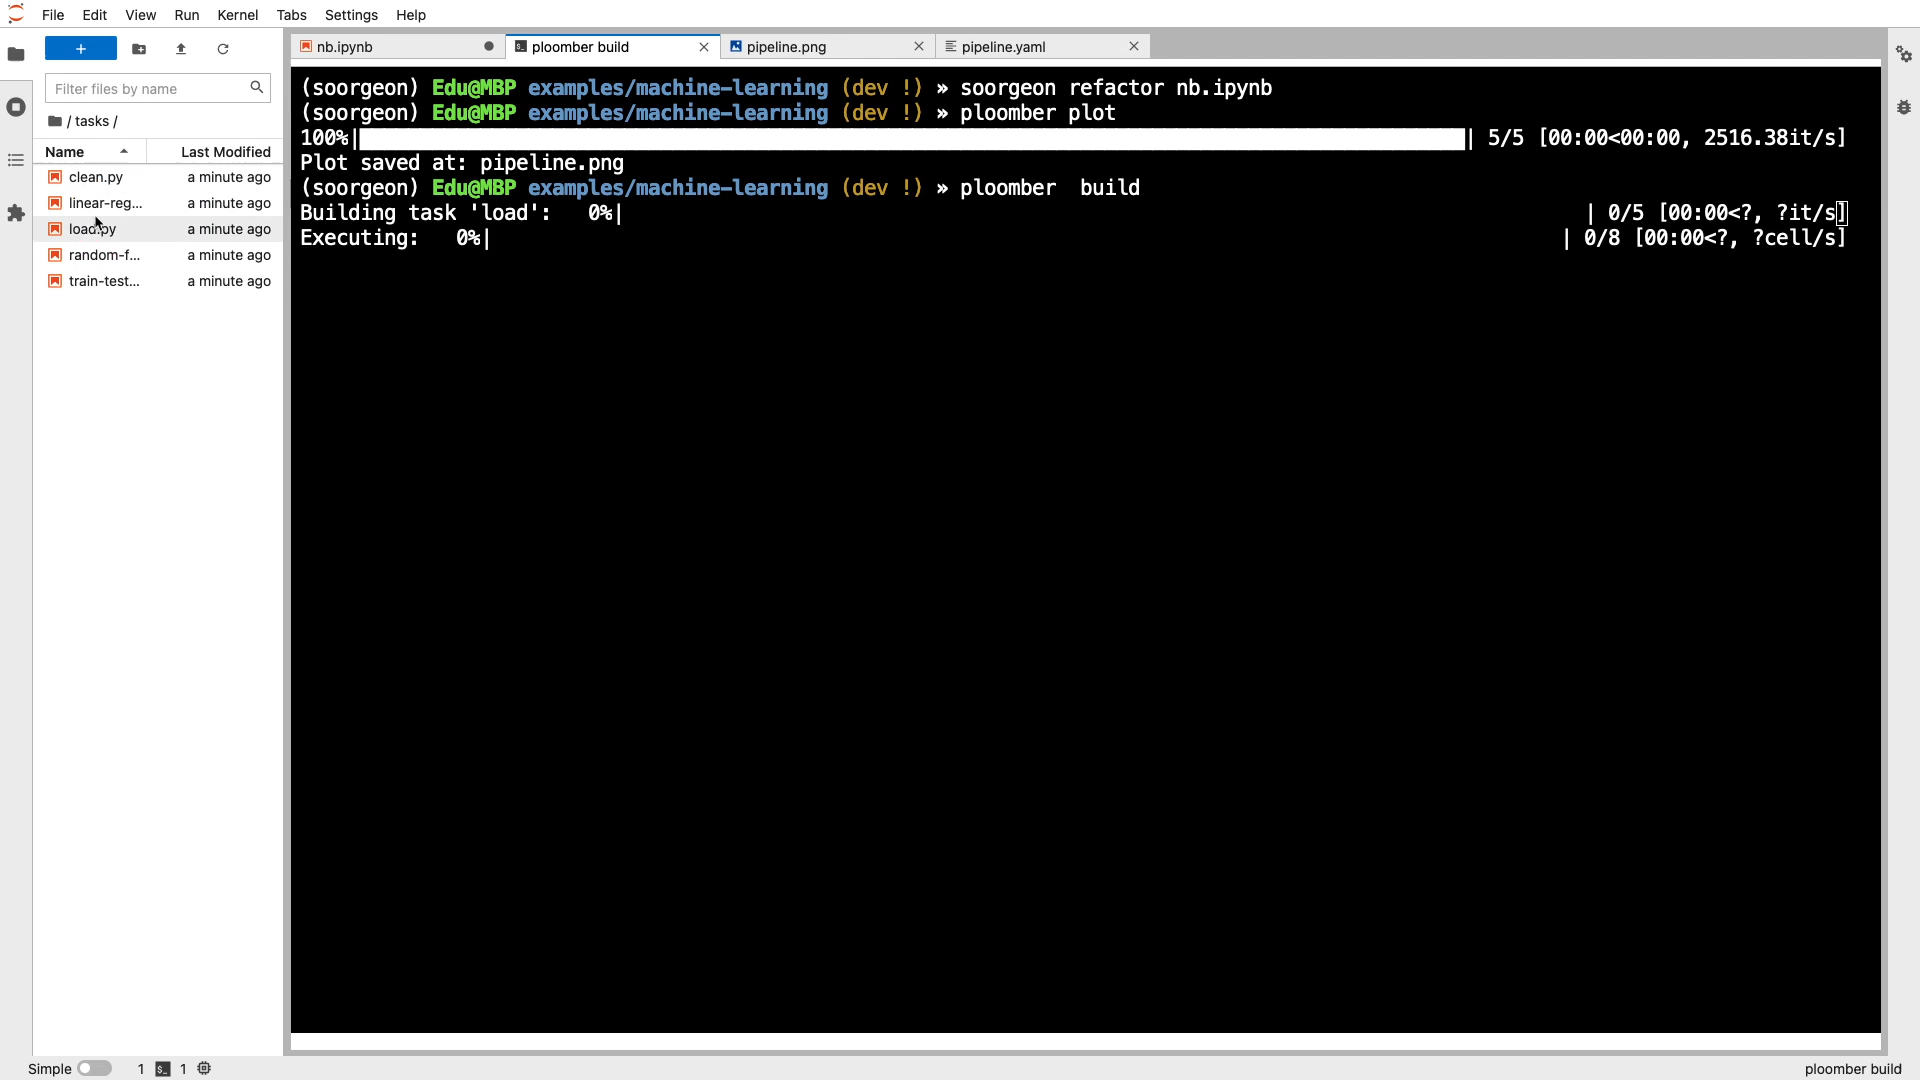 File Edit View Run Kernel Tabs Settings Help
+
nb.ipynb
ploomber build
pipeline.png
pipeline.yaml
Filter files by name
/ tasks /
Name Last Modified
clean.py a minute ago
linear-reg... a minute ago
load.py a minute ago
random-f... a minute ago
train-test... a minute ago
(soorgeon) Edu@MBP examples/machine-learning (dev !) » soorgeon refactor nb.ipynb
(soorgeon) Edu@MBP examples/machine-learning (dev !) » ploomber plot
100%| | 5/5 [00:00<00:00, 2516.38it/s]
Plot saved at: pipeline.png
(soorgeon) Edu@MBP examples/machine-learning (dev !) » ploomber  build
Building task 'load':   0%| | 0/5 [00:00<?, ?it/s]
Executing:   0%| | 0/8 [00:00<?, ?cell/s]
Simple 1 $_ 1 ploomber build